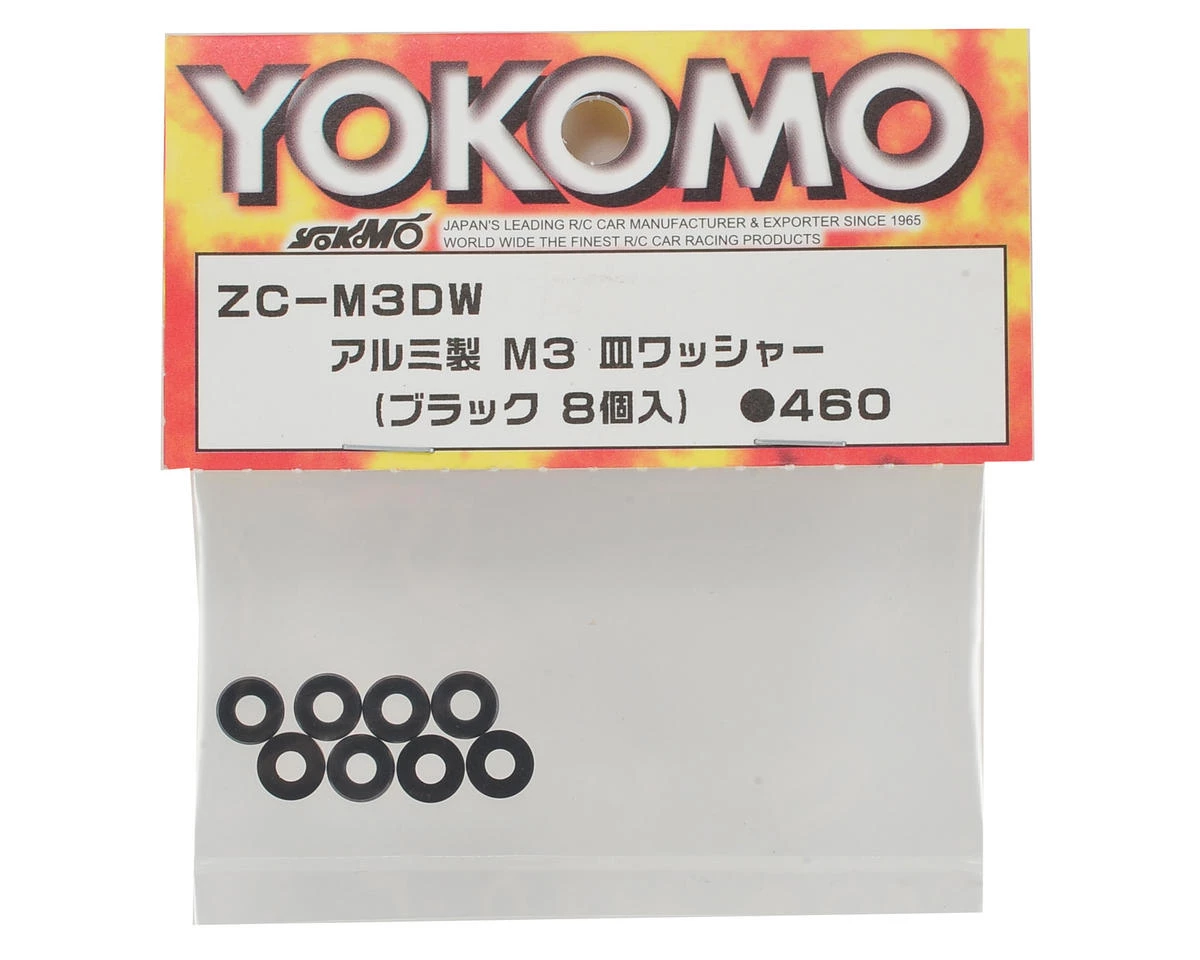 YOKOMO
YOKOMO
JAPAN'S LEADING R/C CAR MANUFACTURER & EXPORTER SINCE 1965
WORLD WIDE THE FINEST R/C CAR RACING PRODUCTS
ZC-M3DW
アルミ製 M3 皿ワッシャー
(ブラック 8個入) ●460